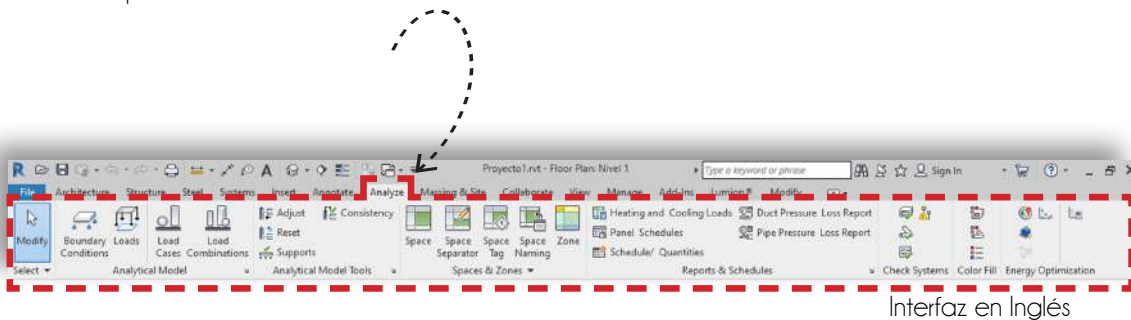 Proyecto1.rvt - Floor Plan: Nivel 1 Type a keyword or phrase Sign In
File Architecture Structure Steel Systems Insert Annotate Analyze Massing & Site Collaborate View Manage Add-Ins Lumion® Modify
Adjust Consistency Heating and Cooling Loads Duct Pressure Loss Report
Reset Panel Schedules Pipe Pressure Loss Report
Modify Boundary Conditions Loads Load Cases Load Combinations Supports Space Space Separator Space Tag Space Naming Zone Schedule/ Quantities
Select Analytical Model Analytical Model Tools Spaces & Zones Reports & Schedules Check Systems Color Fill Energy Optimization
Interfaz en Inglés